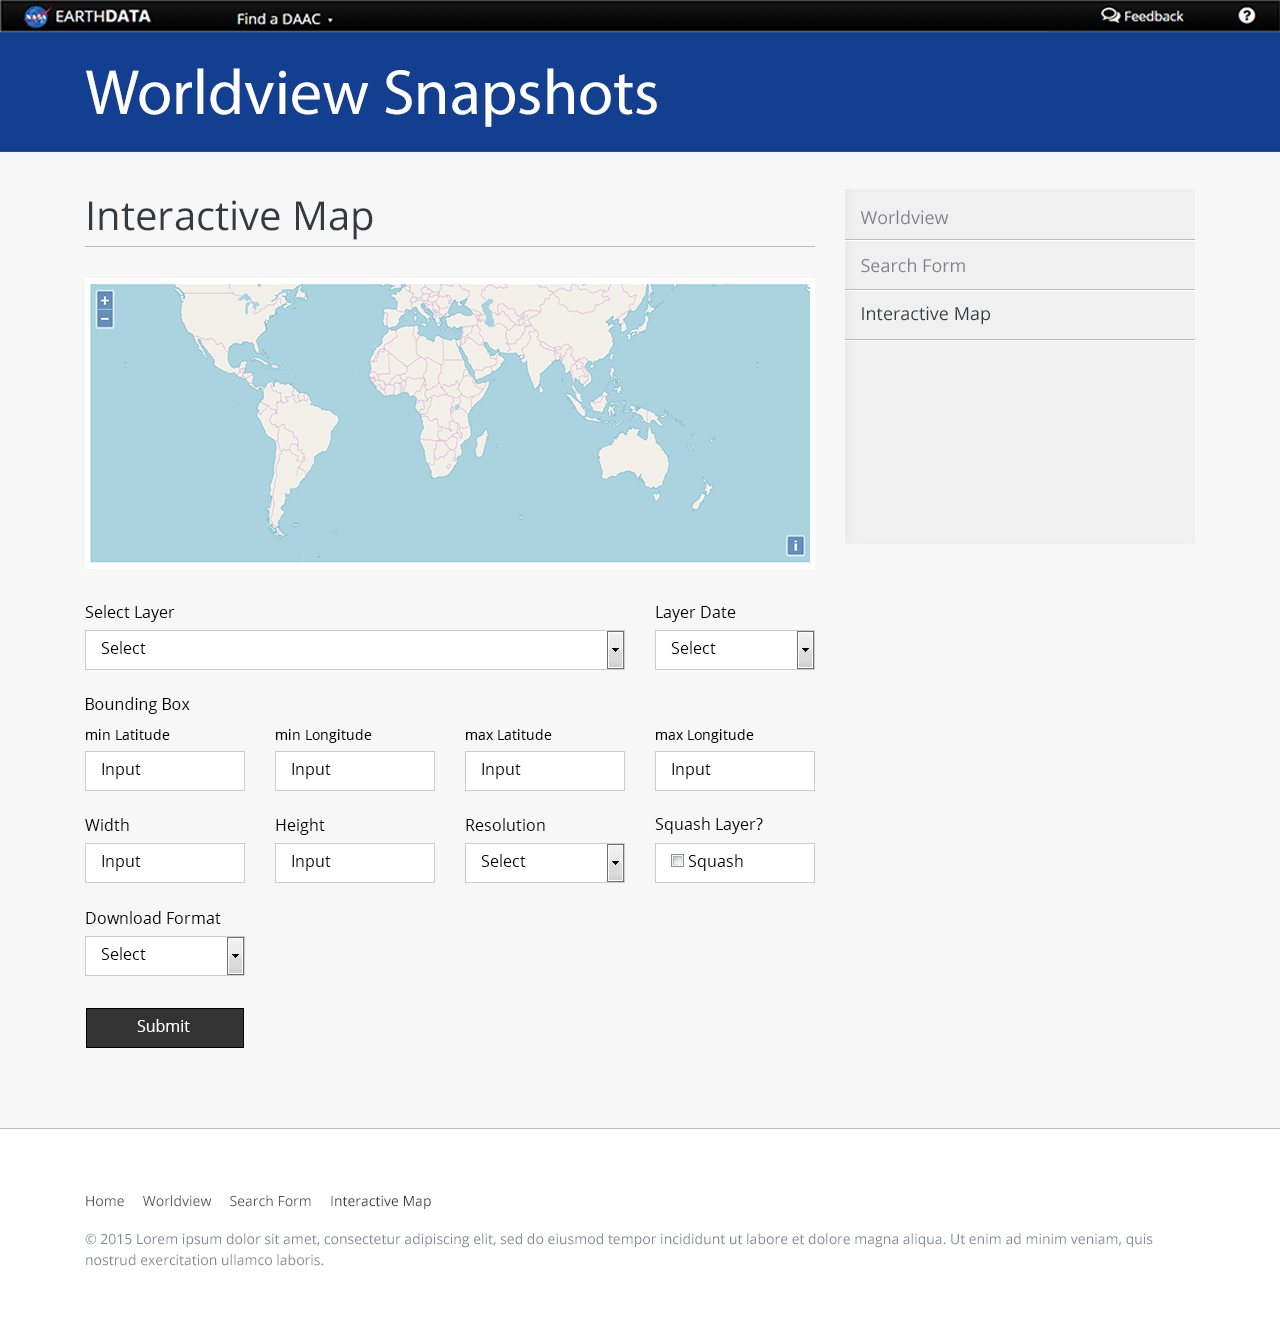 EARTHDATA Find a DAAC Feedback ?
Worldview Snapshots
Interactive Map
Worldview
Search Form
Interactive Map
+
−
i
Select Layer Layer Date
Select Select
Bounding Box
min Latitude min Longitude max Latitude max Longitude
Input Input Input Input
Width Height Resolution Squash Layer?
Input Input Select Squash
Download Format
Select
Submit
Home Worldview Search Form Interactive Map
© 2015 Lorem ipsum dolor sit amet, consectetur adipiscing elit, sed do eiusmod tempor incididunt ut labore et dolore magna aliqua. Ut enim ad minim veniam, quis
nostrud exercitation ullamco laboris.